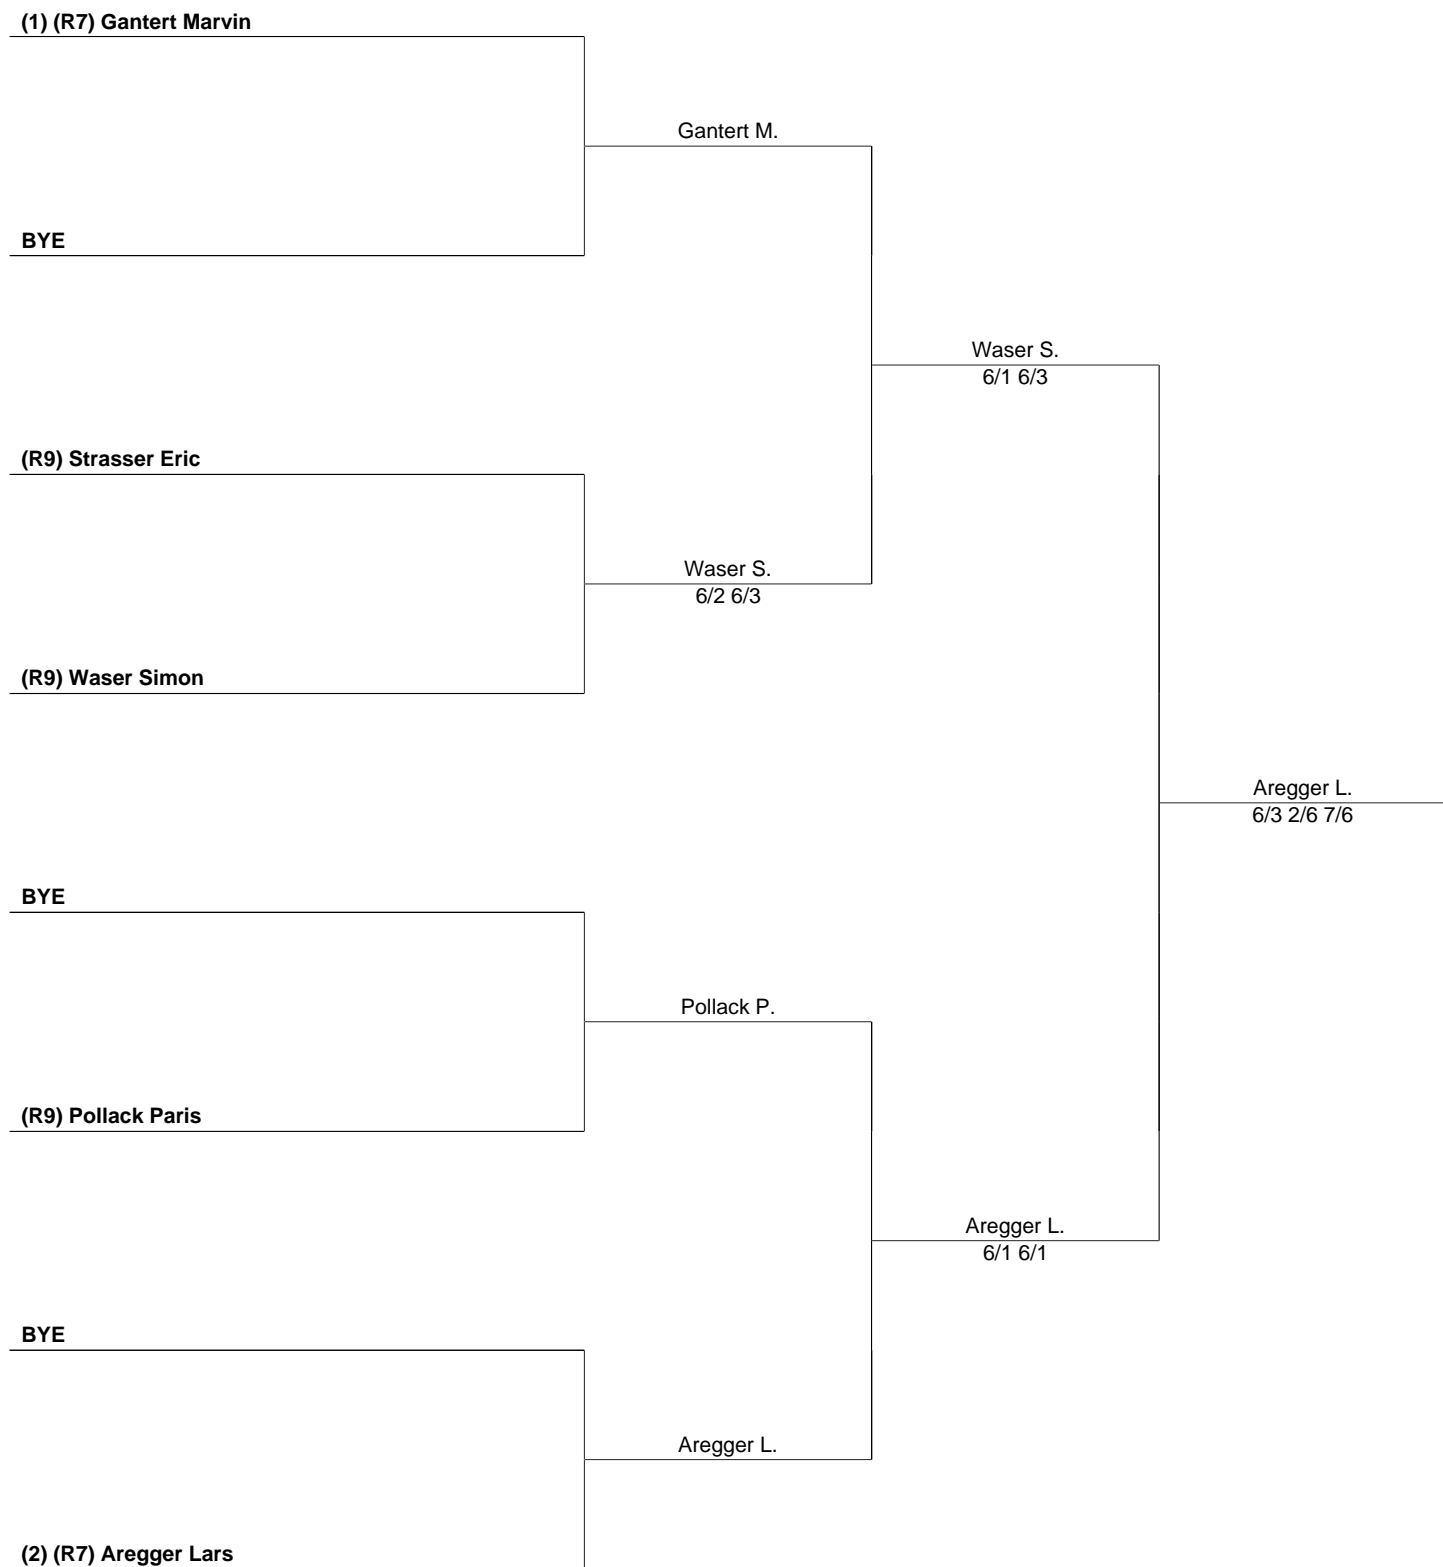 (1) (R7) Gantert Marvin
Gantert M.
BYE
Waser S.
6/1 6/3
(R9) Strasser Eric
Waser S.
6/2 6/3
(R9) Waser Simon
Aregger L.
6/3 2/6 7/6
BYE
Pollack P.
(R9) Pollack Paris
Aregger L.
6/1 6/1
BYE
Aregger L.
(2) (R7) Aregger Lars